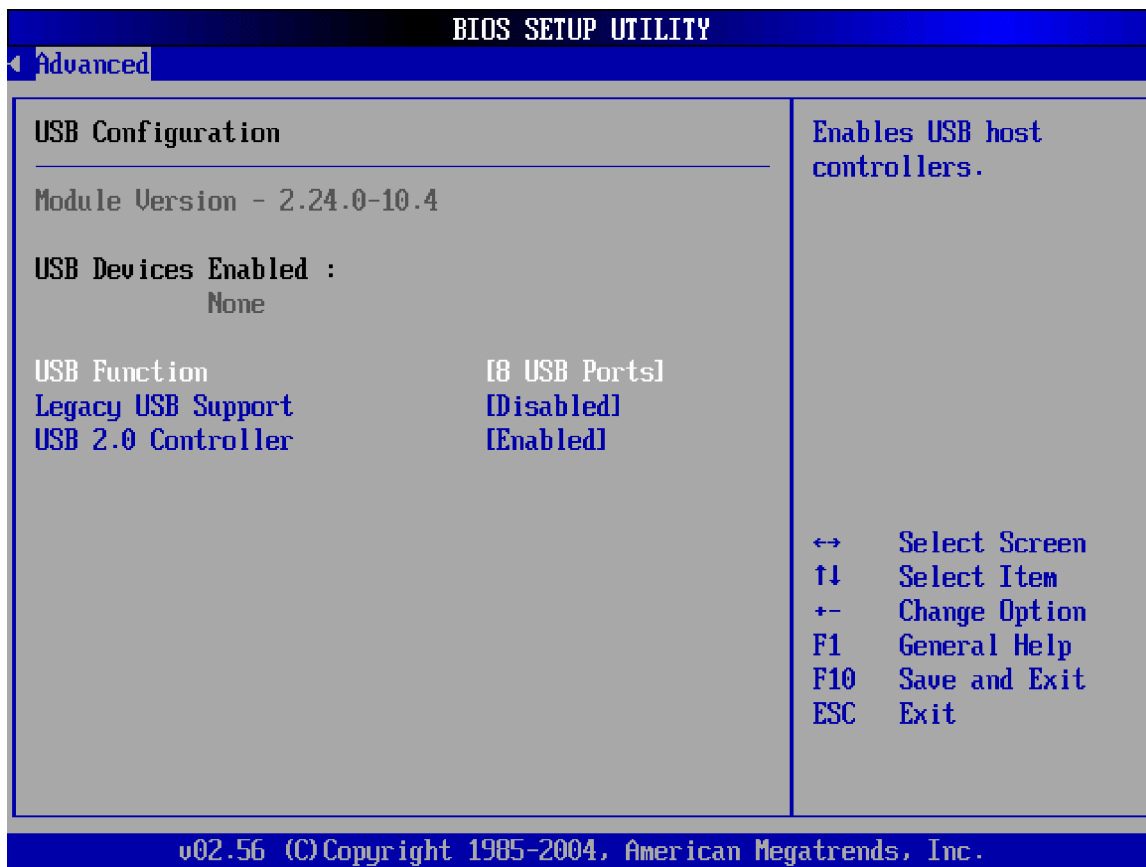 BIOS SETUP UTILITY
Advanced
USB Configuration
Module Version - 2.24.0-10.4
USB Devices Enabled :
None
USB Function [8 USB Ports]
Legacy USB Support [Disabled]
USB 2.0 Controller [Enabled]
Enables USB host
controllers.
←→ Select Screen
↑↓ Select Item
+- Change Option
F1 General Help
F10 Save and Exit
ESC Exit
v02.56 (C)Copyright 1985-2004, American Megatrends, Inc.